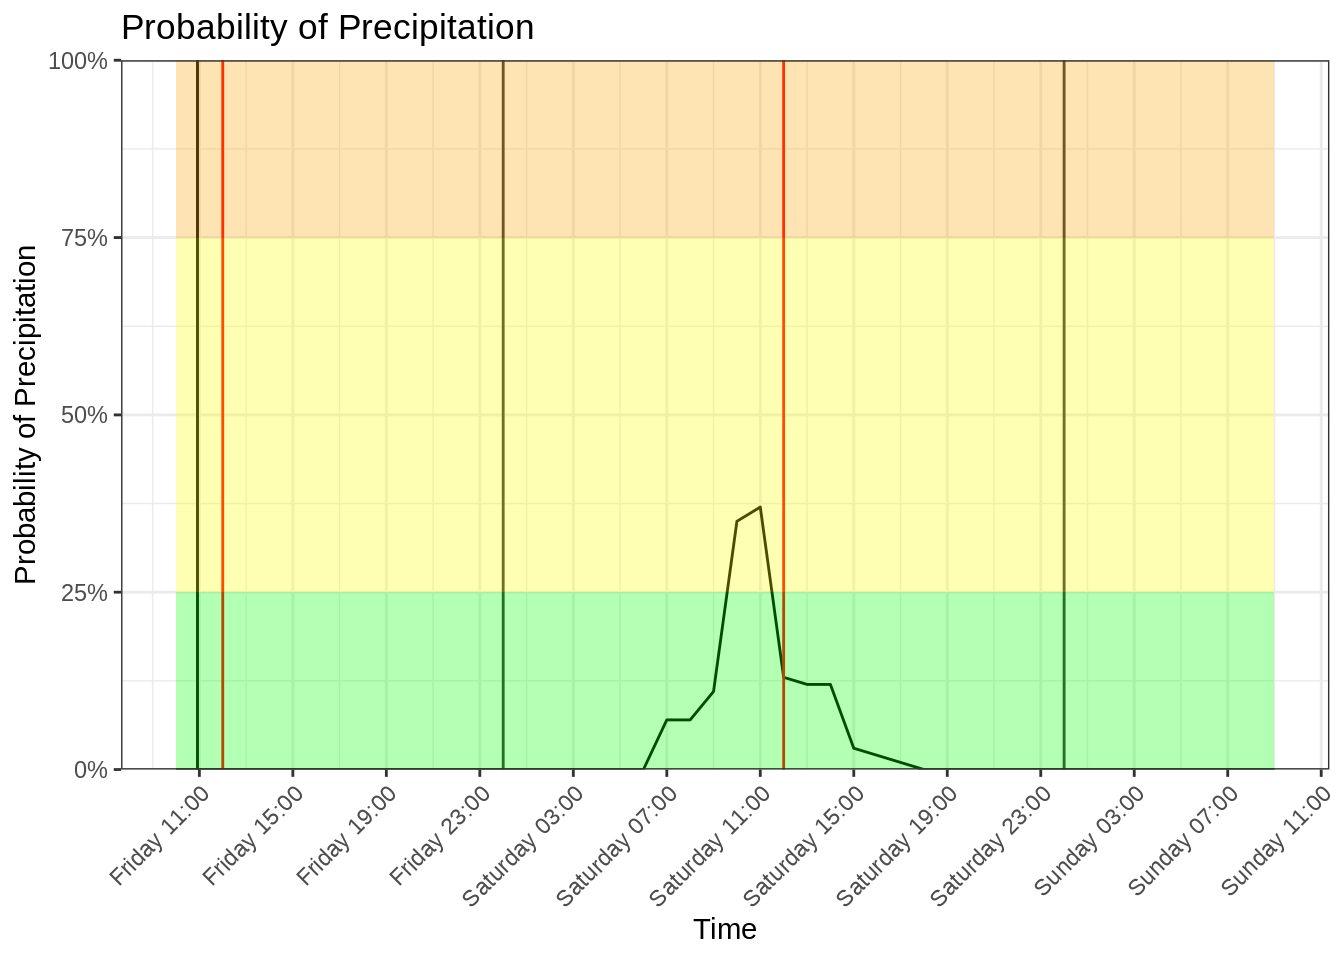 Probability of Precipitation
Probability of Precipitation
100%
75%
50%
25%
0%
Friday 11:00
Friday 15:00
Friday 19:00
Friday 23:00
Saturday 03:00
Saturday 07:00
Saturday 11:00
Saturday 15:00
Saturday 19:00
Saturday 23:00
Sunday 03:00
Sunday 07:00
Sunday 11:00
Time